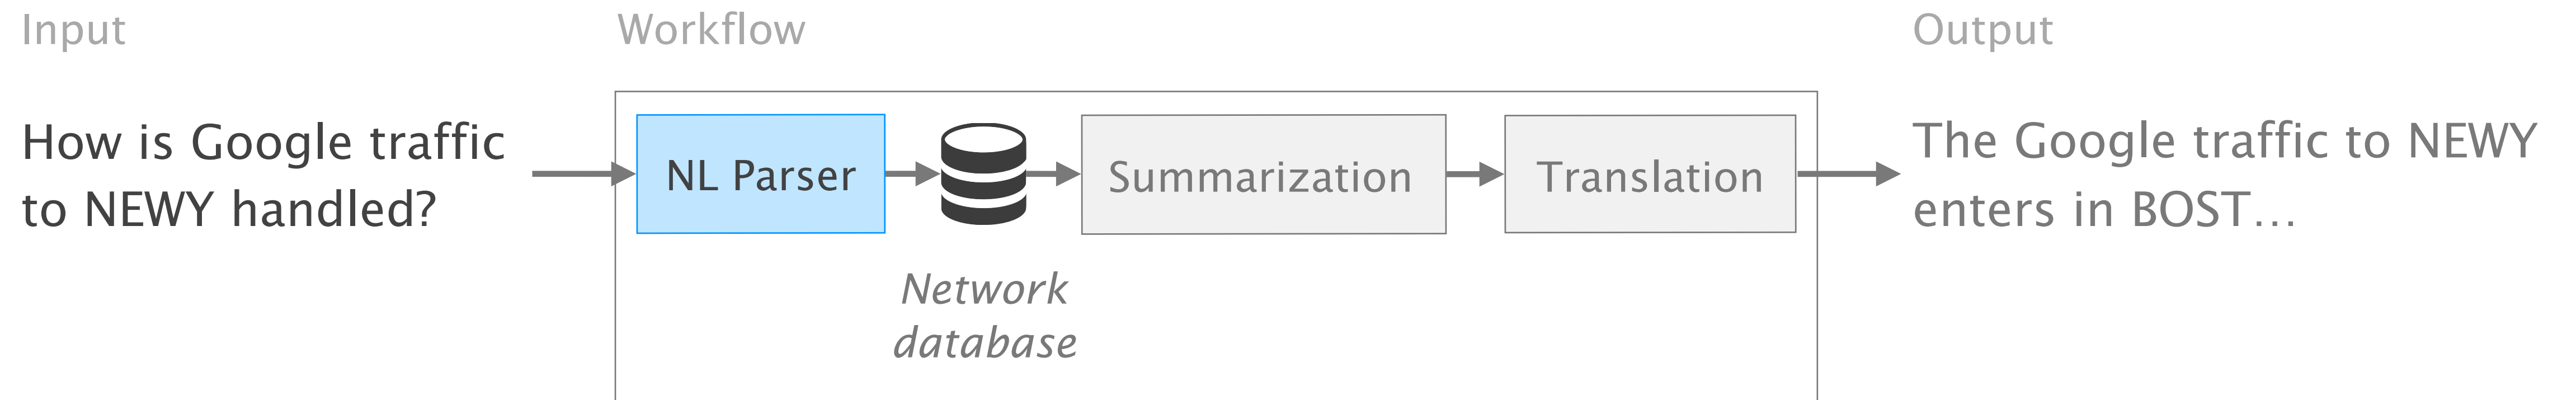 Input
Workflow
Output
How is Google traffic
to NEWY handled?
NL Parser
Network
database
Summarization
Translation
The Google traffic to NEWY
enters in BOST…